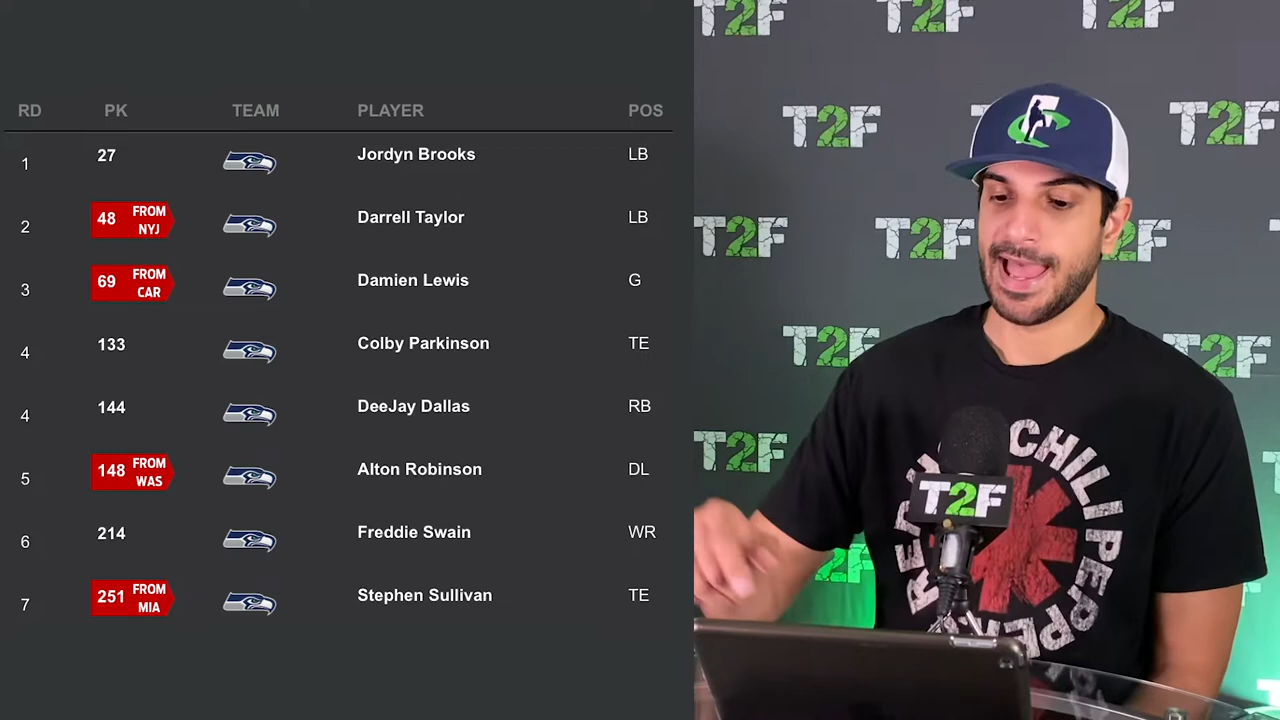 RD PK TEAM PLAYER POS
1 27 Jordyn Brooks LB
2 48 FROM NYJ Darrell Taylor LB
3 69 FROM CAR Damien Lewis G
4 133 Colby Parkinson TE
4 144 DeeJay Dallas RB
5 148 FROM WAS Alton Robinson DL
6 214 Freddie Swain WR
7 251 FROM MIA Stephen Sullivan TE
T2F
T2F
T2F
T2F
T2F
T2F
T2F
T2F
T2F
T2F
T2F
T2F
RED CHILI PEPPERS
T2F